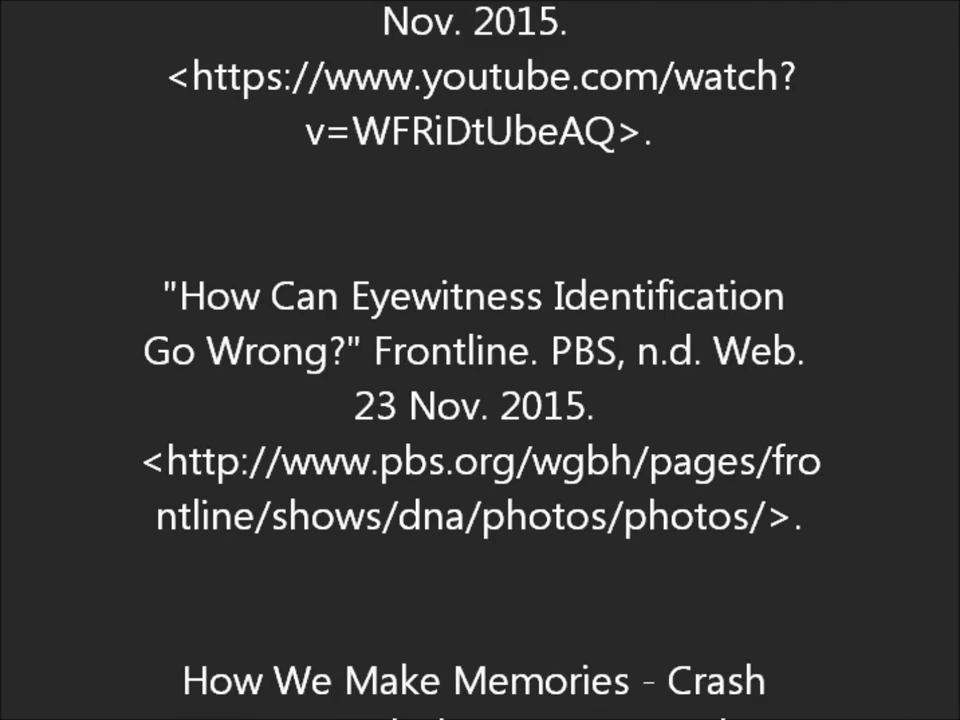 Nov. 2015.
<https://www.youtube.com/watch?
v=WFRiDtUbeAQ>.
"How Can Eyewitness Identification
Go Wrong?" Frontline. PBS, n.d. Web.
23 Nov. 2015.
<http://www.pbs.org/wgbh/pages/fro
ntline/shows/dna/photos/photos/>.
How We Make Memories - Crash